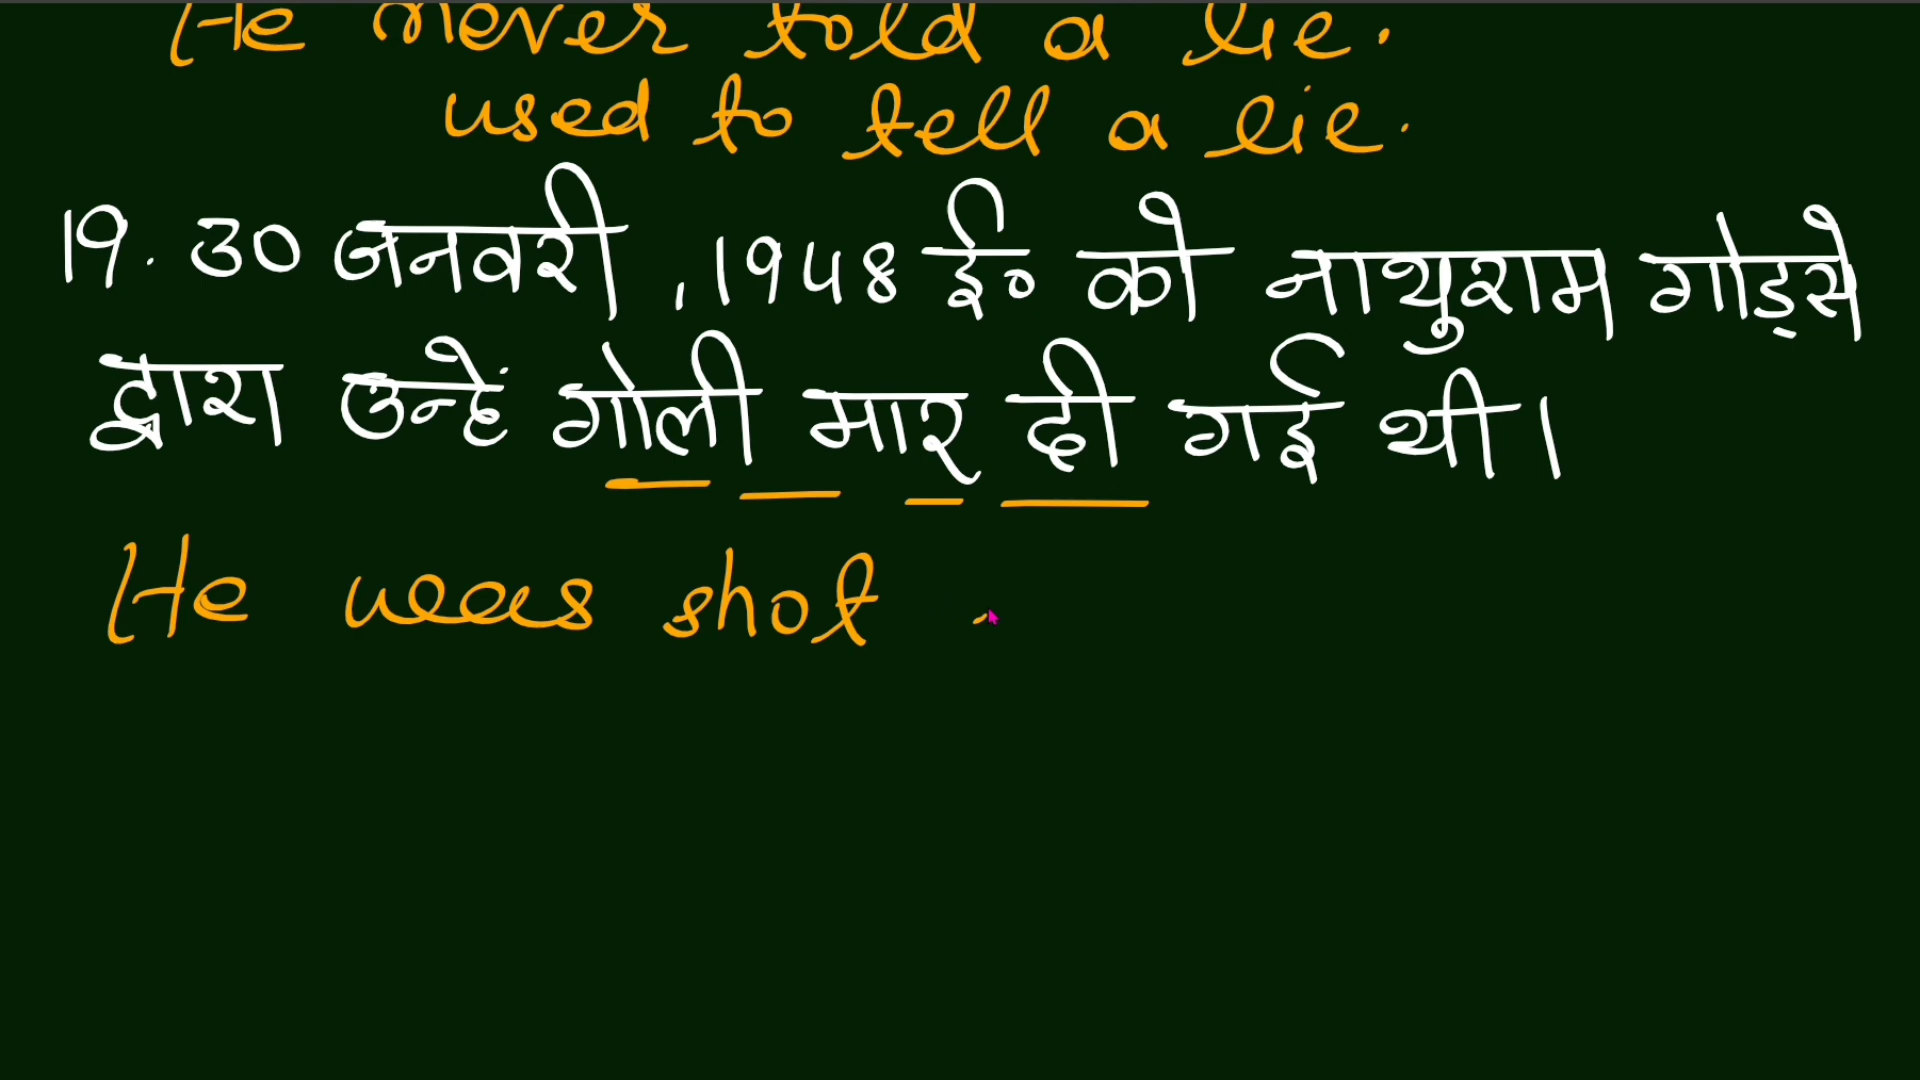 He never told a lie.
used to tell a lie.
19. 30 जनवरी, 1948 ई० को नाथुराम गोड्से
द्वारा उन्हें गोली मार दी गई थी।
He was shot